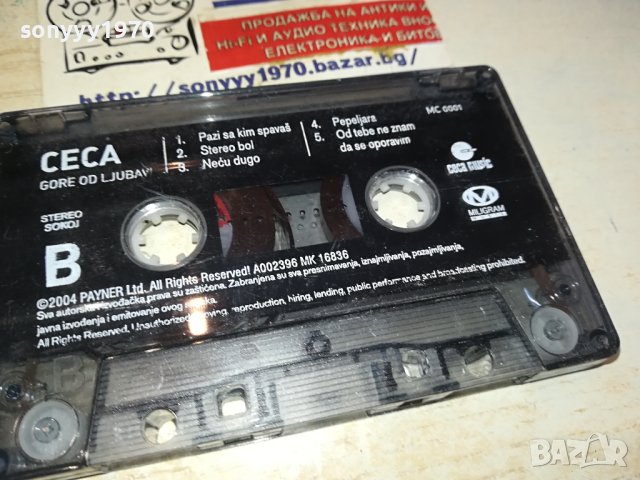 sonyyy1970
ПРОДАЖБА НА АНТИКИ И
Hi-Fi И АУДИО ТЕХНИКА ВНО
ЕЛЕКТРОНИКА И БИТОВ
http://sonyyy1970.bazar.bg/
CECA
GORE OD LJUBAVI
STEREO
SOKOJ
B
1. Pazi sa kim spavaš
2. Stereo bol
3. Neću dugo
4. Pepeljara
5. Od tebe ne znam
da se oporavim
MC 0001
ceca music
MILIGRAM
©2004 PAYNER Ltd. All Rights Reserved! A002396 MK 16836
Sva autorska i izvođačka prava su zaštićena. Zabranjena su sva presnimavanja, iznajmljivanja, pozajmljivanja,
javna izvođenja i emitovanje ovog
All Rights Reserved. Unauthorized reproduction, hiring, lending, public performance and broadcasting prohibited.
B
BAZAR